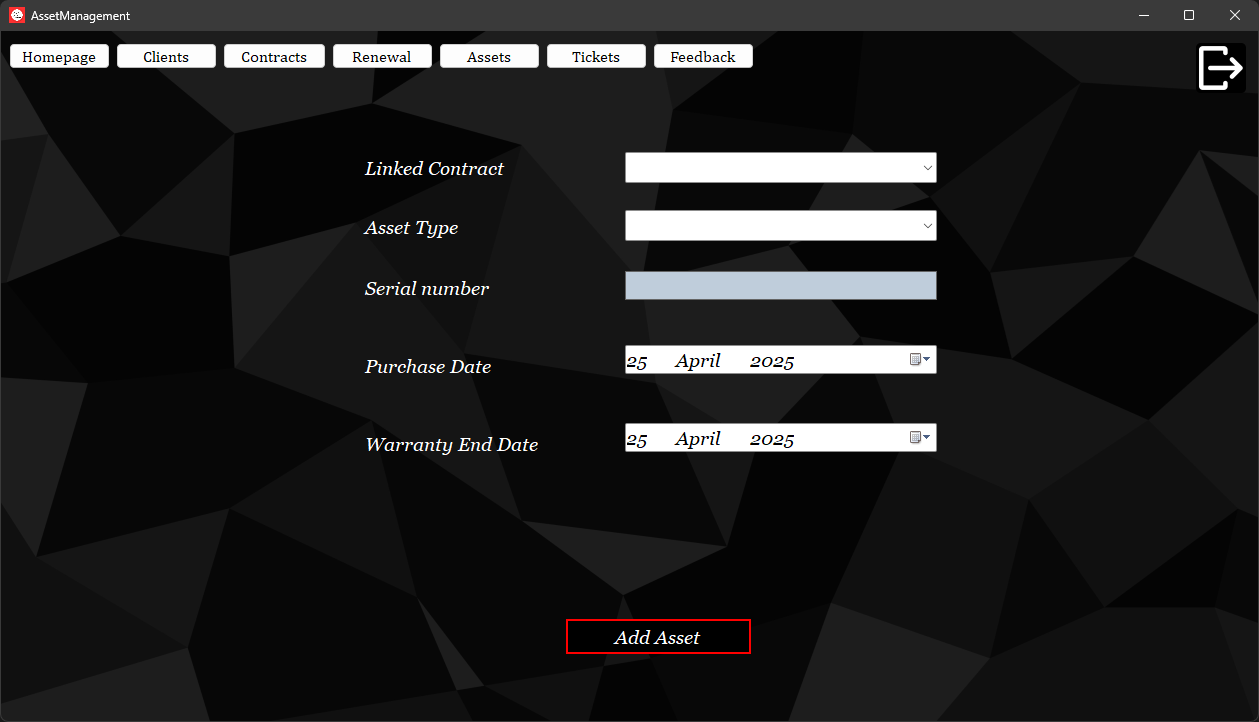 AssetManagement
Homepage Clients Contracts Renewal Assets Tickets Feedback
Linked Contract
Asset Type
Serial number
Purchase Date 25 April 2025
Warranty End Date 25 April 2025
Add Asset